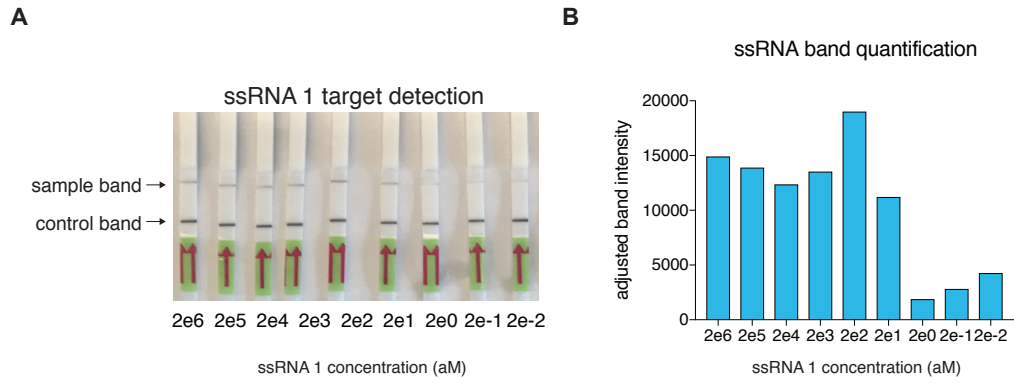 A
ssRNA 1 target detection
sample band →
control band →
2e6 2e5 2e4 2e3 2e2 2e1 2e0 2e-1 2e-2
ssRNA 1 concentration (aM)
B
ssRNA band quantification
adjusted band intensity
20000
15000
10000
5000
0
2e6 2e5 2e4 2e3 2e2 2e1 2e0 2e-1 2e-2
ssRNA 1 concentration (aM)